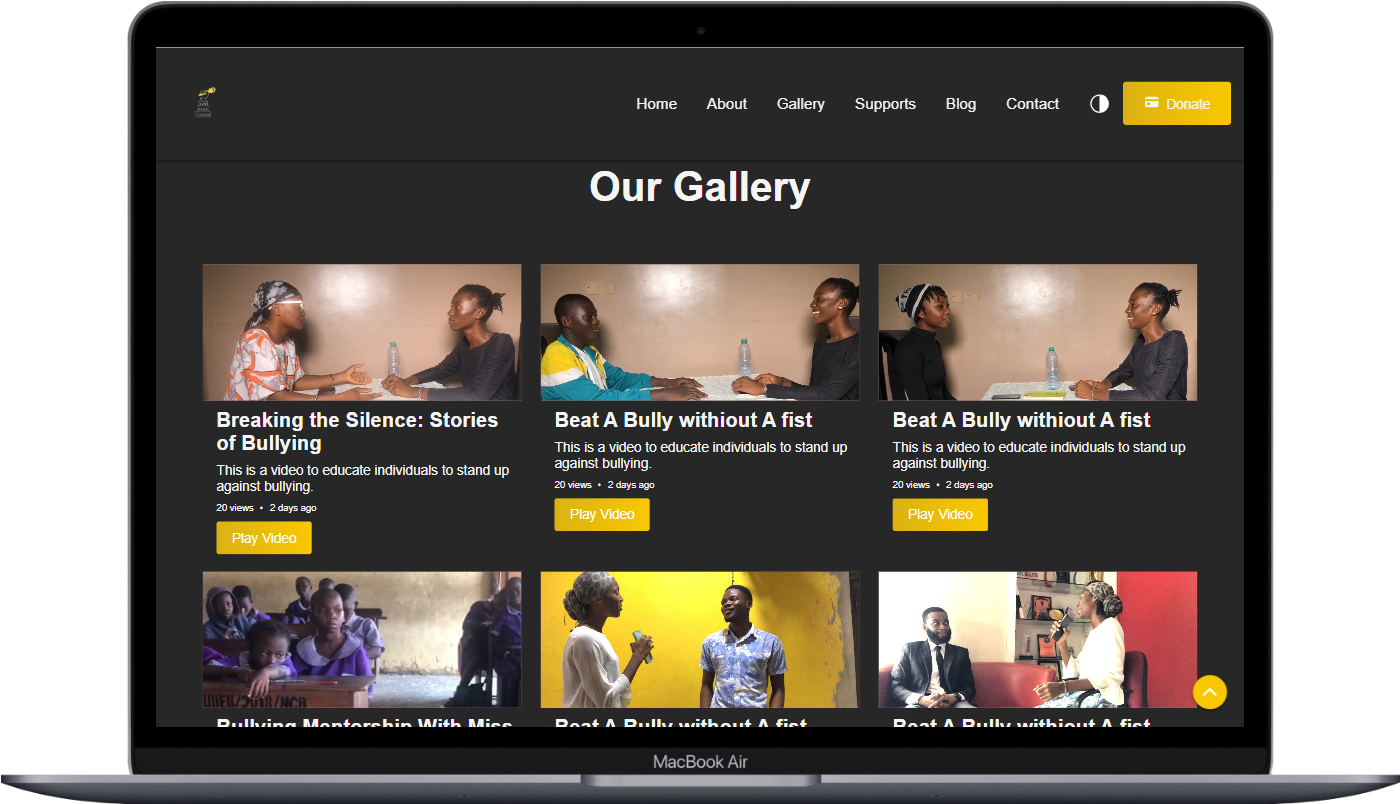 Home About Gallery Supports Blog Contact Donate
Our Gallery
Breaking the Silence: Stories
of Bullying
This is a video to educate individuals to stand up
against bullying.
20 views • 2 days ago
Play Video
Beat A Bully withiout A fist
This is a video to educate individuals to stand up
against bullying.
20 views • 2 days ago
Play Video
Beat A Bully withiout A fist
This is a video to educate individuals to stand up
against bullying.
20 views • 2 days ago
Play Video
Bullying Mentorship With Miss
Beat A Bully without A fist
Beat A Bully without A fist
MacBook Air